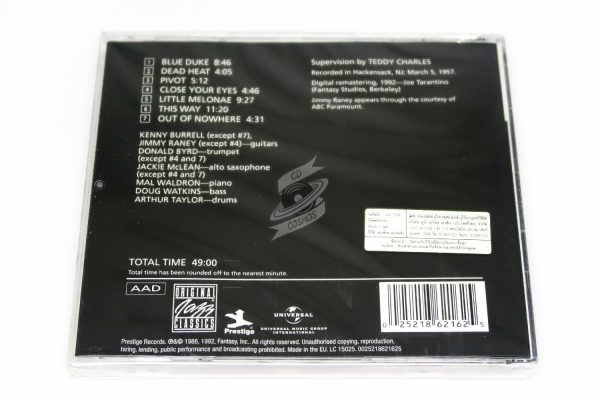 1 BLUE DUKE 8:46
2 DEAD HEAT 4:05
3 PIVOT 5:12
4 CLOSE YOUR EYES 4:46
5 LITTLE MELONAE 9:27
6 THIS WAY 11:20
7 OUT OF NOWHERE 4:31
KENNY BURRELL (except #7),
JIMMY RANEY (except #4)—guitars
DONALD BYRD—trumpet
(except #4 and 7)
JACKIE McLEAN—alto saxophone
(except #4 and 7)
MAL WALDRON—piano
DOUG WATKINS—bass
ARTHUR TAYLOR—drums
Supervision by TEDDY CHARLES
Recorded in Hackensack, NJ; March 5, 1957.
Digital remastering, 1992—Joe Tarantino
(Fantasy Studios, Berkeley)
Jimmy Raney appears through the courtesy of
ABC Paramount.
CD
COSMOS
TOTAL TIME 49:00
Total time has been rounded off to the nearest minute.
AAD
ORIGINAL
Jazz
CLASSICS
Prestige
UNIVERSAL
UNIVERSAL MUSIC GROUP
INTERNATIONAL
0 25218 62162 5
Prestige Records. ℗&© 1986, 1992, Fantasy, Inc. All rights reserved. Unauthorised copying, reproduction,
hiring, lending, public performance and broadcasting prohibited. Made in the EU. LC 15025. 0025218621625